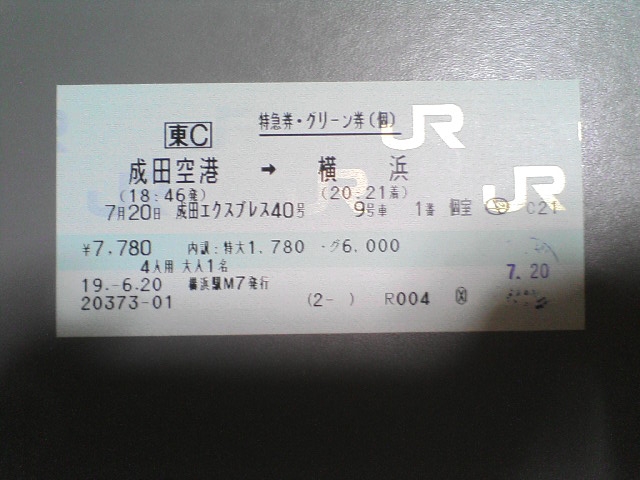 特急券・グリーン券(個)
東C
成田空港 → 横浜
(18:46発) (20:21着)
7月20日 成田エクスプレス40号 9号車 1番 個室 C21
¥7,780 内訳:特大1,780・グ6,000
4人用 大人1名
7.20
19.-6.20 横浜駅M7発行
20373-01 (2- ) R004
JR
JR